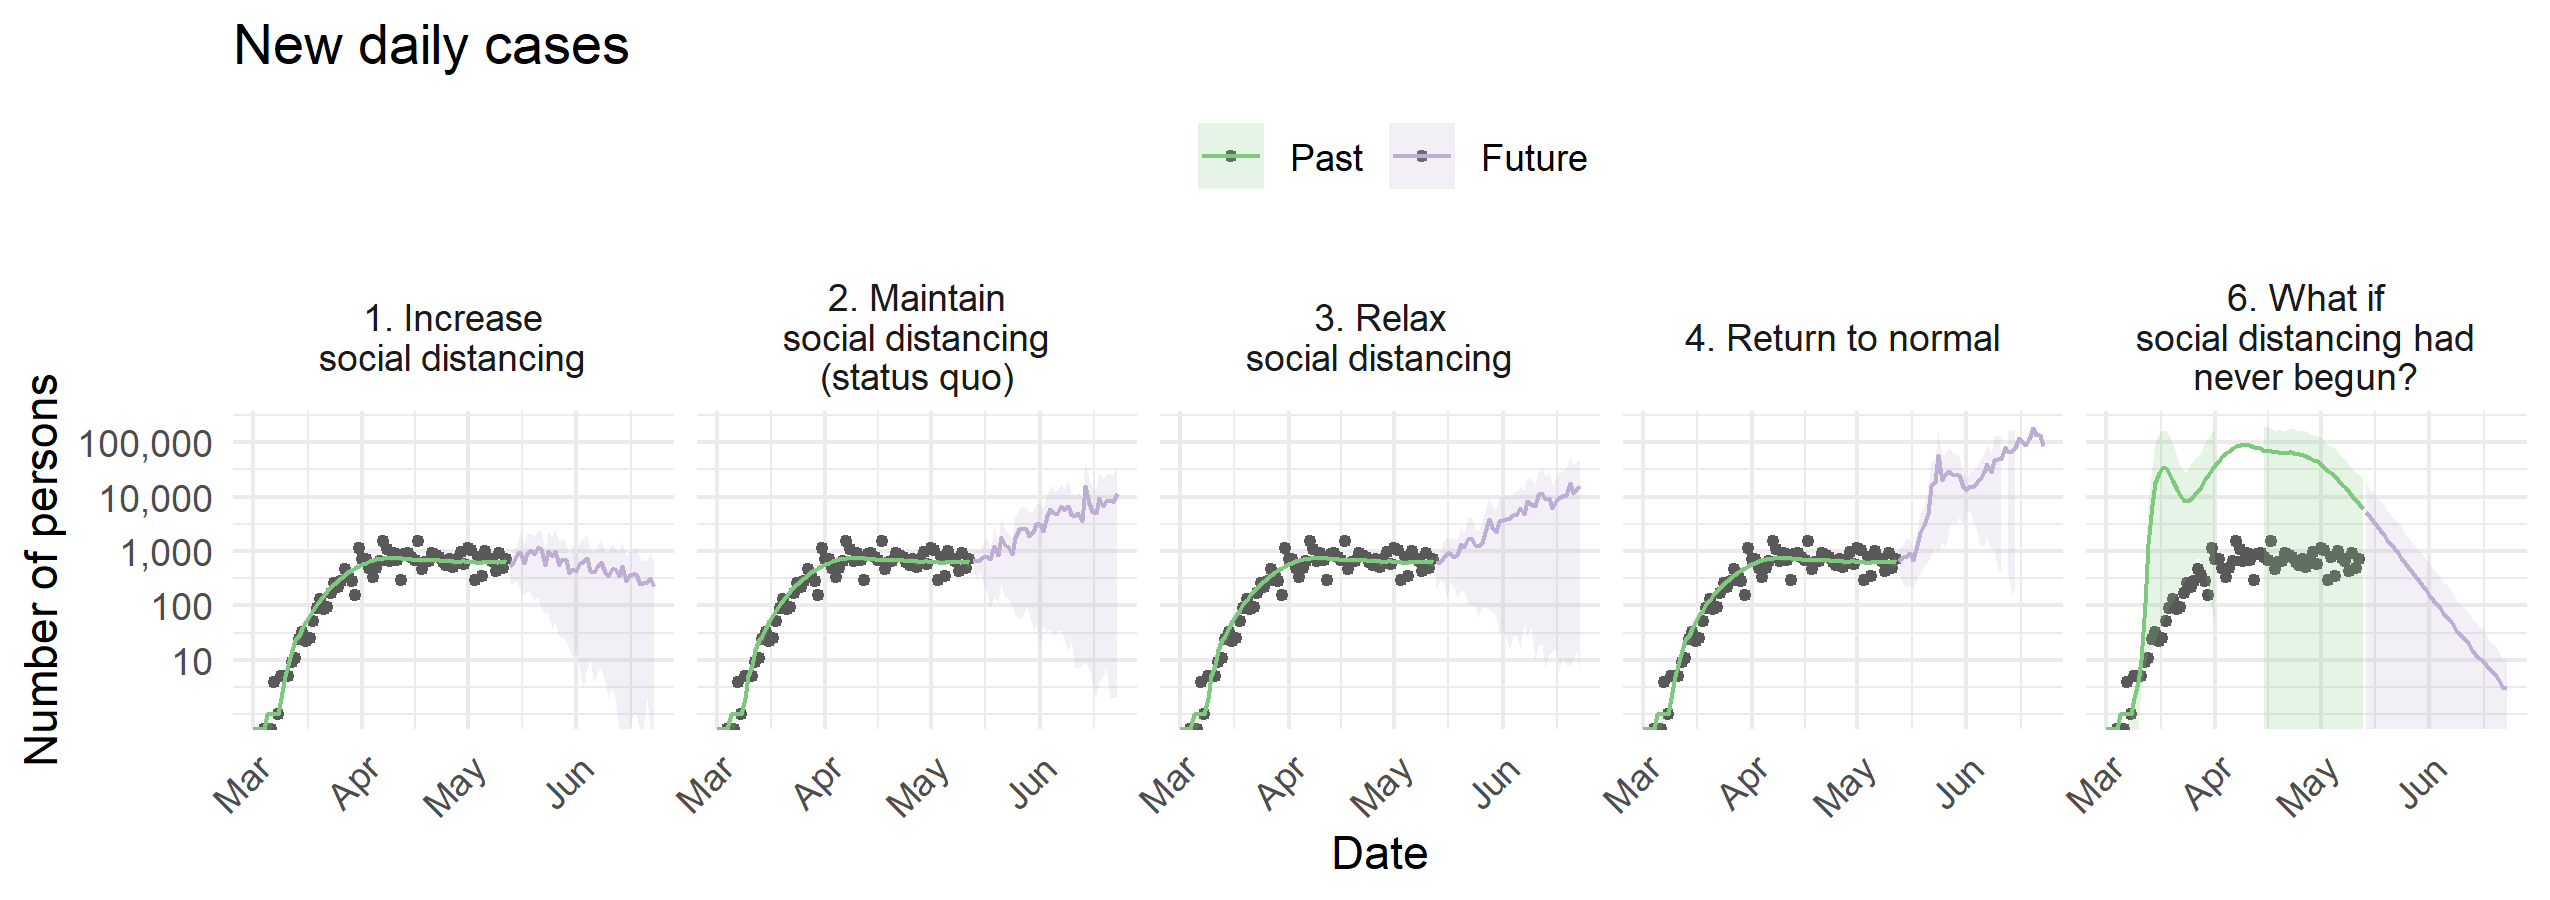 New daily cases
Past
Future
1. Increase
social distancing
2. Maintain
social distancing
(status quo)
3. Relax
social distancing
4. Return to normal
6. What if
social distancing had
never begun?
Number of persons
100,000
10,000
1,000
100
10
Mar
Apr
May
Jun
Mar
Apr
May
Jun
Mar
Apr
May
Jun
Mar
Apr
May
Jun
Mar
Apr
May
Jun
Date